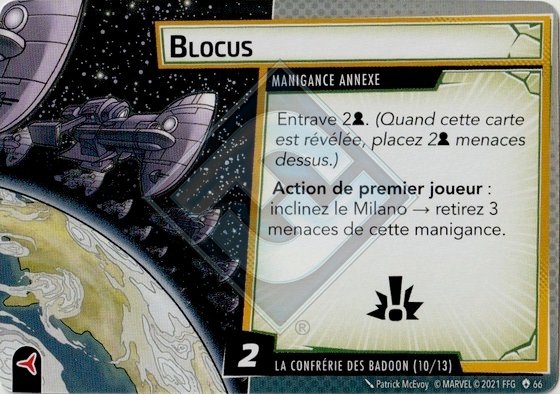 BLOCUS
MANIGANCE ANNEXE
Entrave 2. (Quand cette carte
est révélée, placez 2 menaces
dessus.)
Action de premier joueur :
inclinez le Milano → retirez 3
menaces de cette manigance.
2
LA CONFRÉRIE DES BADOON (10/13)
Patrick McEvoy © MARVEL © 2021 FFG 66
®